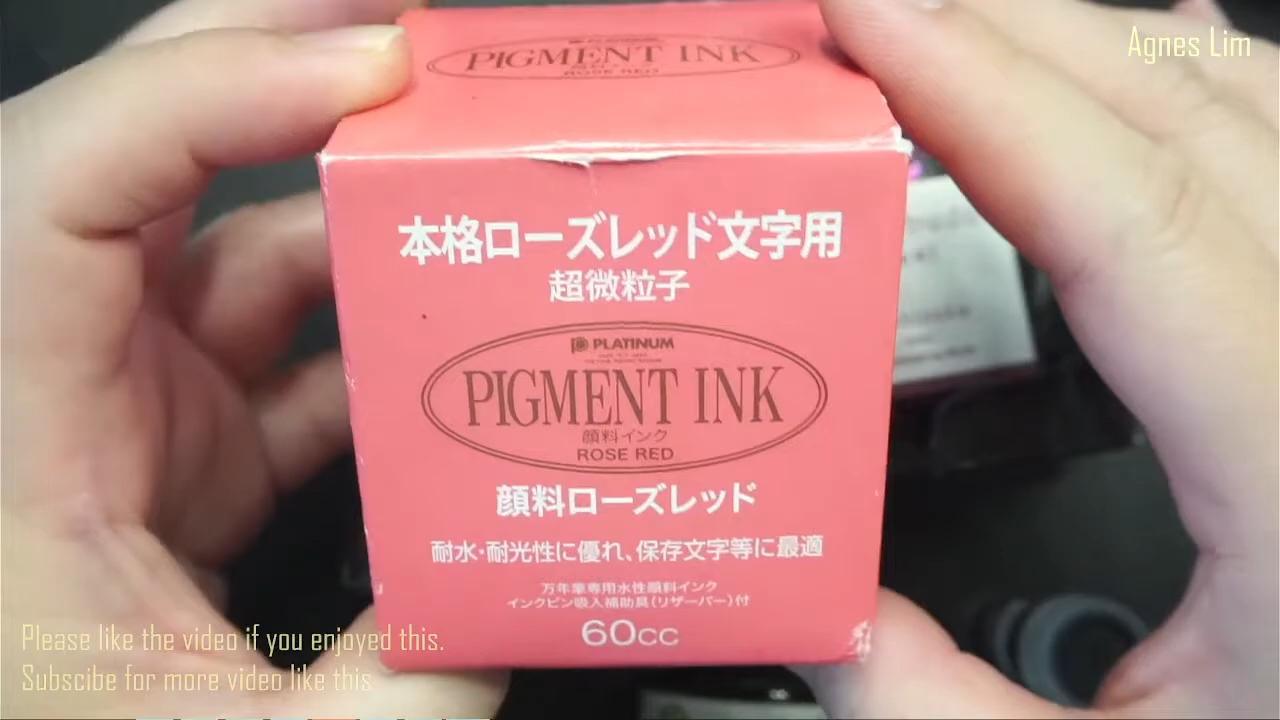 Agnes Lim
PLATINUM
PIGMENT INK
ROSE RED
本格ローズレッド文字用
超微粒子
PLATINUM
PIGMENT INK
顔料インク
ROSE RED
顔料ローズレッド
耐水・耐光性に優れ、保存文字等に最適
万年筆専用水性顔料インク
インクビン吸入補助具(リザーバー)付
60cc
Please like the video if you enjoyed this.
Subscibe for more video like this